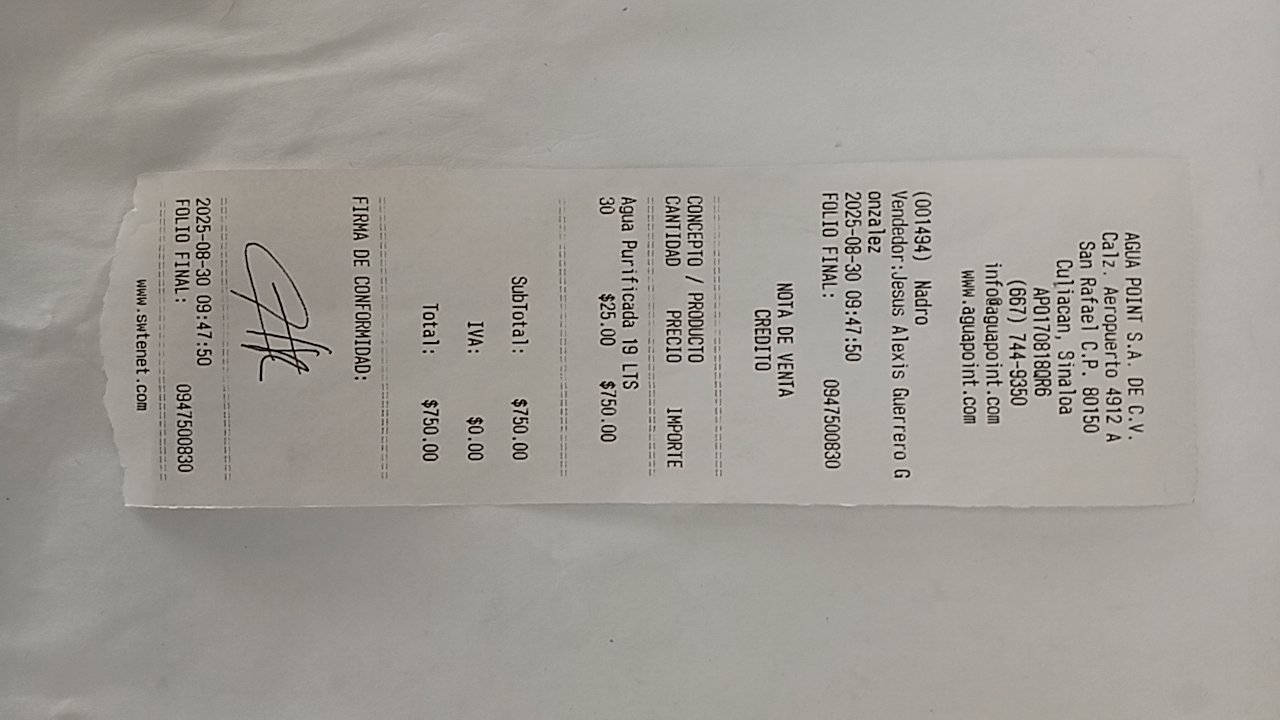 AGUA POINT S.A. DE C.V.
Calz. Aeropuerto 4912 A
San Rafael C.P. 80150
Culiacan, Sinaloa
APO170818QR6
(667) 744-9350
info@aguapoint.com
www.aguapoint.com
(001494) Nadro
Vendedor:Jesus Alexis Guerrero G
onzalez
2025-08-30 09:47:50
FOLIO FINAL: 0947500830
NOTA DE VENTA
CREDITO
CONCEPTO / PRODUCTO
CANTIDAD PRECIO IMPORTE
Agua Purificada 19 LTS
30 $25.00 $750.00
SubTotal: $750.00
IVA: $0.00
Total: $750.00
FIRMA DE CONFORMIDAD:
2025-08-30 09:47:50
FOLIO FINAL: 0947500830
www.swtenet.com